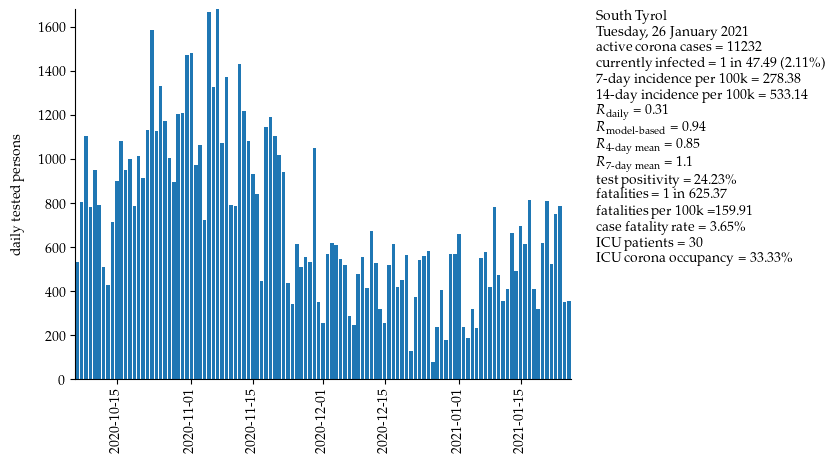 1600
1400
1200
1000
800
600
400
200
0
daily tested persons
2020-10-15
2020-11-01
2020-11-15
2020-12-01
2020-12-15
2021-01-01
2021-01-15
South Tyrol
Tuesday, 26 January 2021
active corona cases = 11232
currently infected = 1 in 47.49 (2.11%)
7-day incidence per 100k = 278.38
14-day incidence per 100k = 533.14
R daily = 0.31
R model-based = 0.94
R 4-day mean = 0.85
R 7-day mean = 1.1
test positivity = 24.23%
fatalities = 1 in 625.37
fatalities per 100k =159.91
case fatality rate = 3.65%
ICU patients = 30
ICU corona occupancy = 33.33%